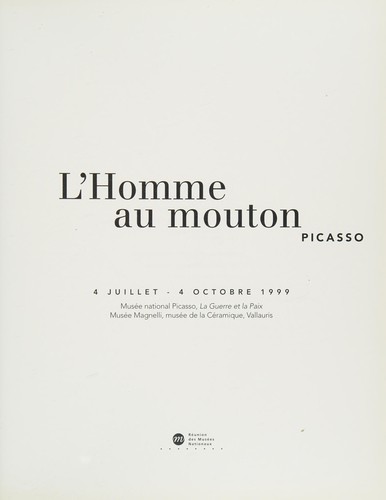 L'Homme
au mouton
PICASSO
4 JUILLET - 4 OCTOBRE 1999
Musée national Picasso, La Guerre et la Paix
Musée Magnelli, musée de la Céramique, Vallauris
m
Réunion
des Musées
Nationaux